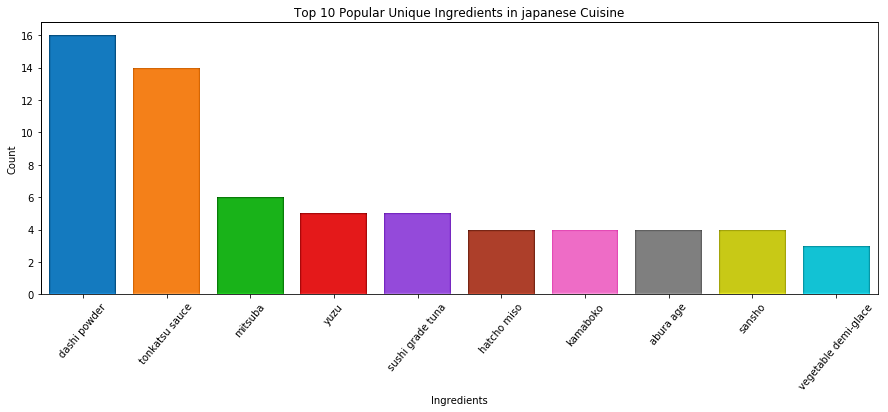 Top 10 Popular Unique Ingredients in japanese Cuisine
Count
16
14
12
10
8
6
4
2
0
dashi powder
tonkatsu sauce
mitsuba
yuzu
sushi grade tuna
hatcho miso
kamaboko
abura age
sansho
vegetable demi-glace
Ingredients